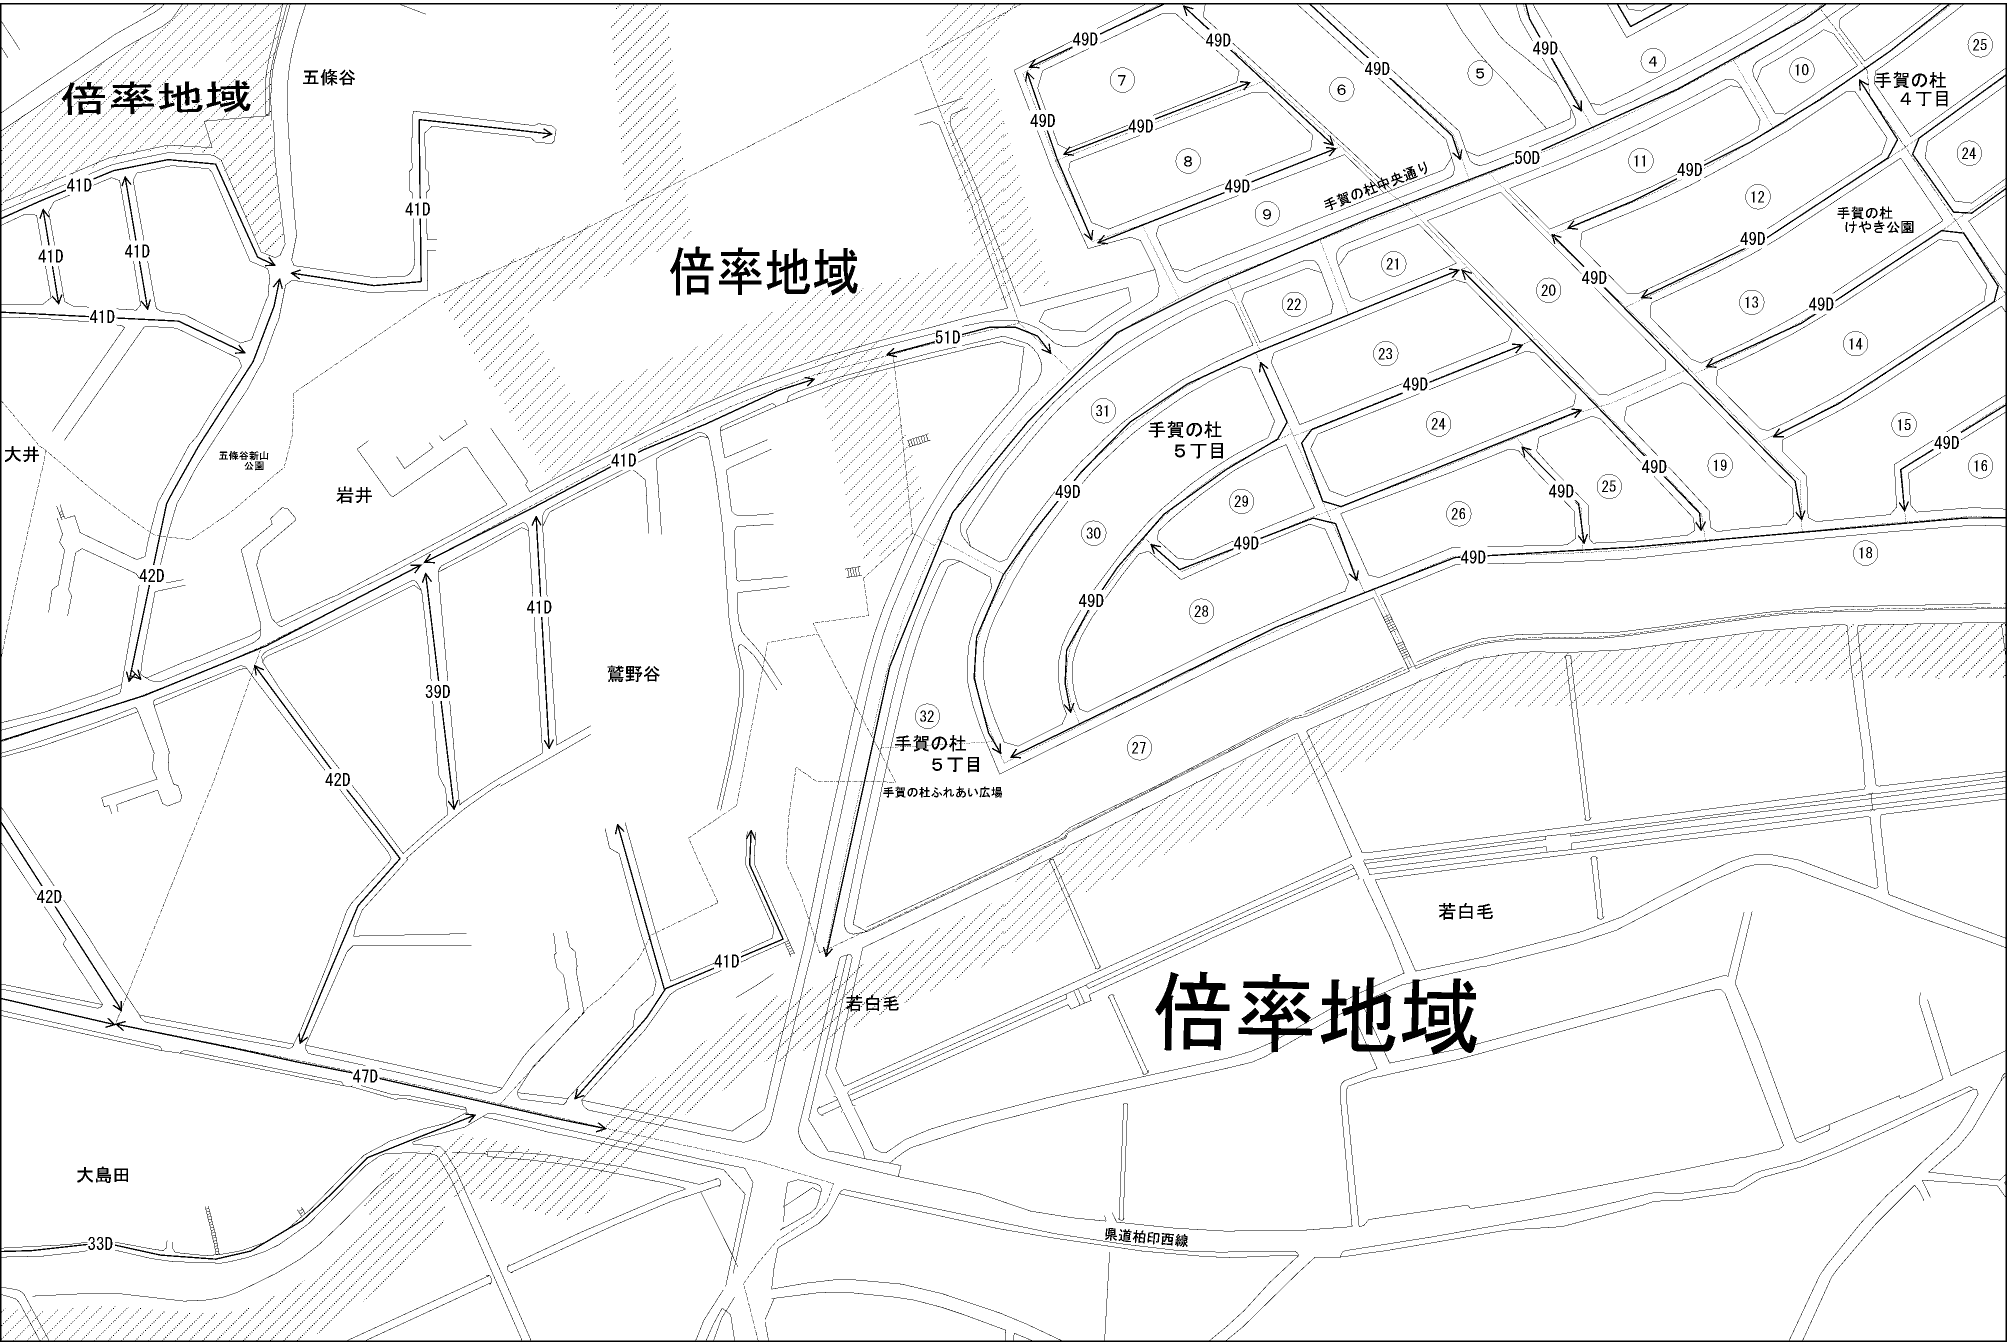 49D
49D
49D
49D
④
⑤
⑥
⑦
⑩
㉕
手賀の杜
４丁目
五條谷
倍率地域
49D
49D
⑧
⑪
㉔
50D
49D
41D
41D
49D
手賀の杜中央通り
⑨
⑫
手賀の杜
けやき公園
41D
41D
49D
倍率地域
㉑
⑳
49D
㉒
⑬
49D
41D
51D
㉓
⑭
49D
㉛
㉔
手賀の杜
５丁目
⑮
49D
大井
五條谷新山
公園
41D
49D
⑲
⑯
岩井
49D
49D
㉕
㉙
㉚
㉖
49D
49D
⑱
42D
41D
49D
㉘
鷲野谷
39D
㉜
手賀の杜
５丁目
㉗
42D
手賀の杜ふれあい広場
42D
若白毛
41D
若白毛
倍率地域
47D
大島田
33D
県道柏印西線